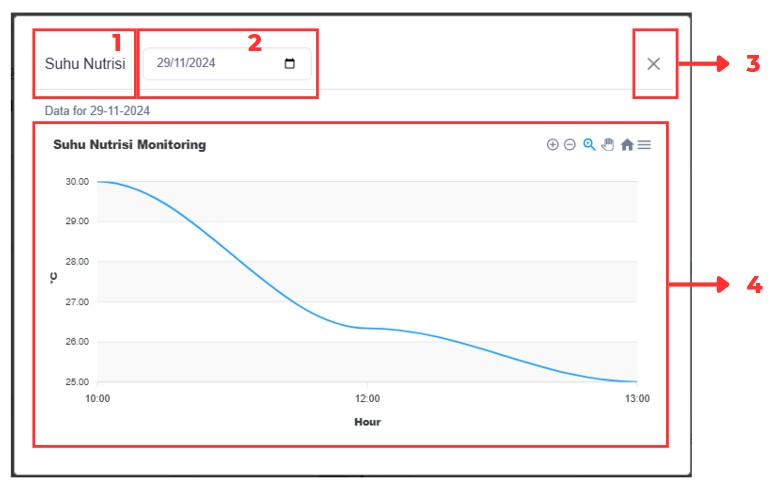 1
2
Suhu Nutrisi
29/11/2024
3
Data for 29-11-2024
Suhu Nutrisi Monitoring
30.00
29.00
28.00
°C
27.00
26.00
25.00
4
10:00
12:00
13:00
Hour